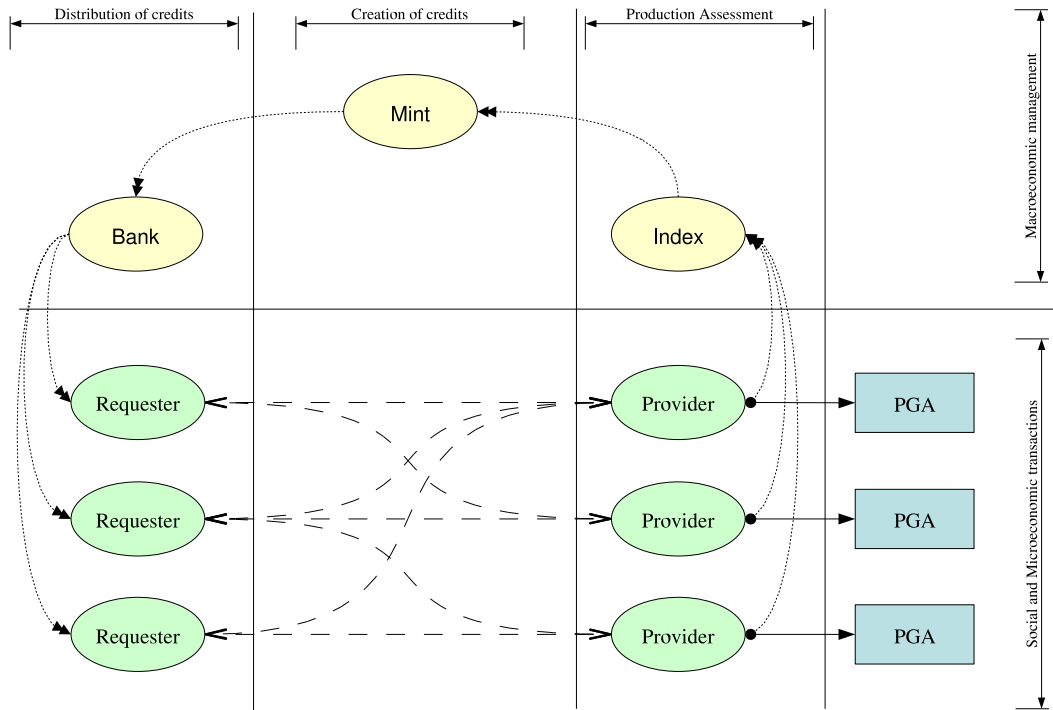 Distribution of credits
Creation of credits
Production Assessment
Macroeconomic management
Mint
Bank
Index
Requester
Provider
PGA
Requester
Provider
PGA
Requester
Provider
PGA
Social and Microeconomic transactions